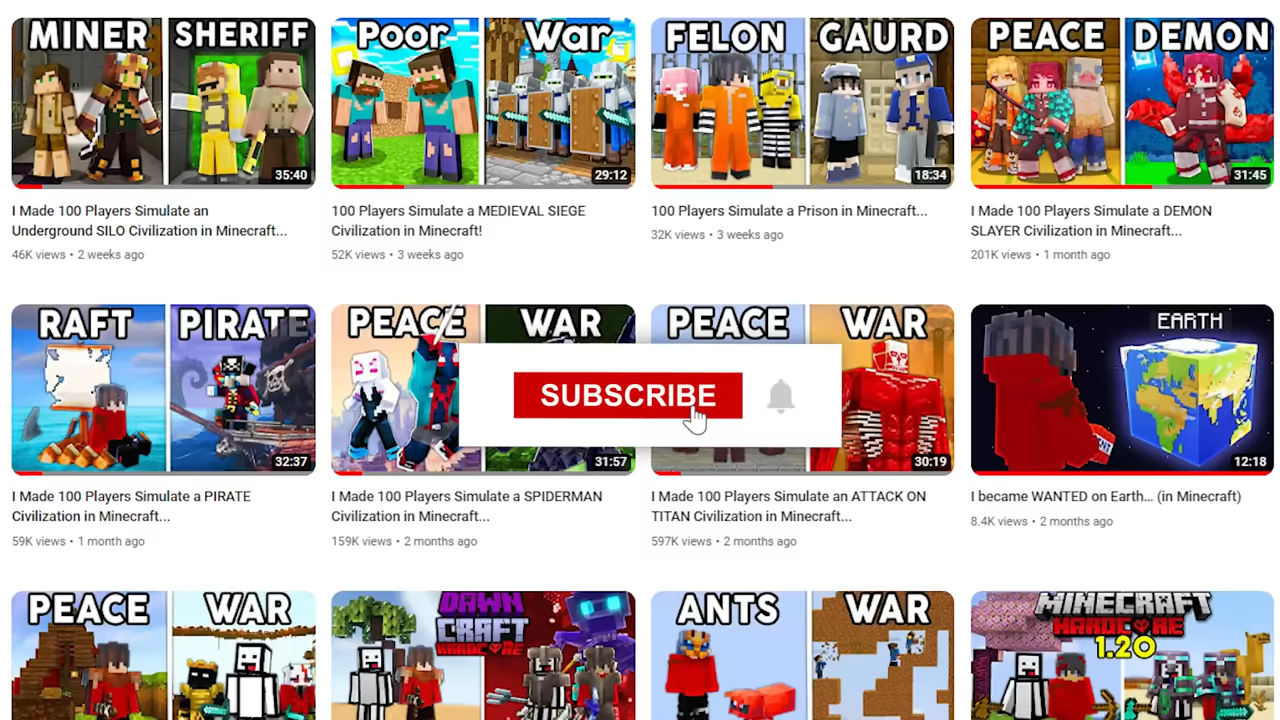 MINER SHERIFF
35:40
Poor War
29:12
FELON GAURD
18:34
PEACE DEMON
31:45
I Made 100 Players Simulate an
Underground SILO Civilization in Minecraft...
46K views • 2 weeks ago
100 Players Simulate a MEDIEVAL SIEGE
Civilization in Minecraft!
52K views • 3 weeks ago
100 Players Simulate a Prison in Minecraft...
32K views • 3 weeks ago
I Made 100 Players Simulate a DEMON
SLAYER Civilization in Minecraft...
201K views • 1 month ago
RAFT PIRATE
32:37
PEACE WAR
31:57
PEACE WAR
30:19
EARTH
12:18
SUBSCRIBE
I Made 100 Players Simulate a PIRATE
Civilization in Minecraft...
59K views • 1 month ago
I Made 100 Players Simulate a SPIDERMAN
Civilization in Minecraft...
159K views • 2 months ago
I Made 100 Players Simulate an ATTACK ON
TITAN Civilization in Minecraft...
597K views • 2 months ago
I became WANTED on Earth... (in Minecraft)
8.4K views • 2 months ago
PEACE WAR
DAWN
CRAFT
HARDCORE
ANTS WAR
MINECRAFT
HARDCORE
1.20